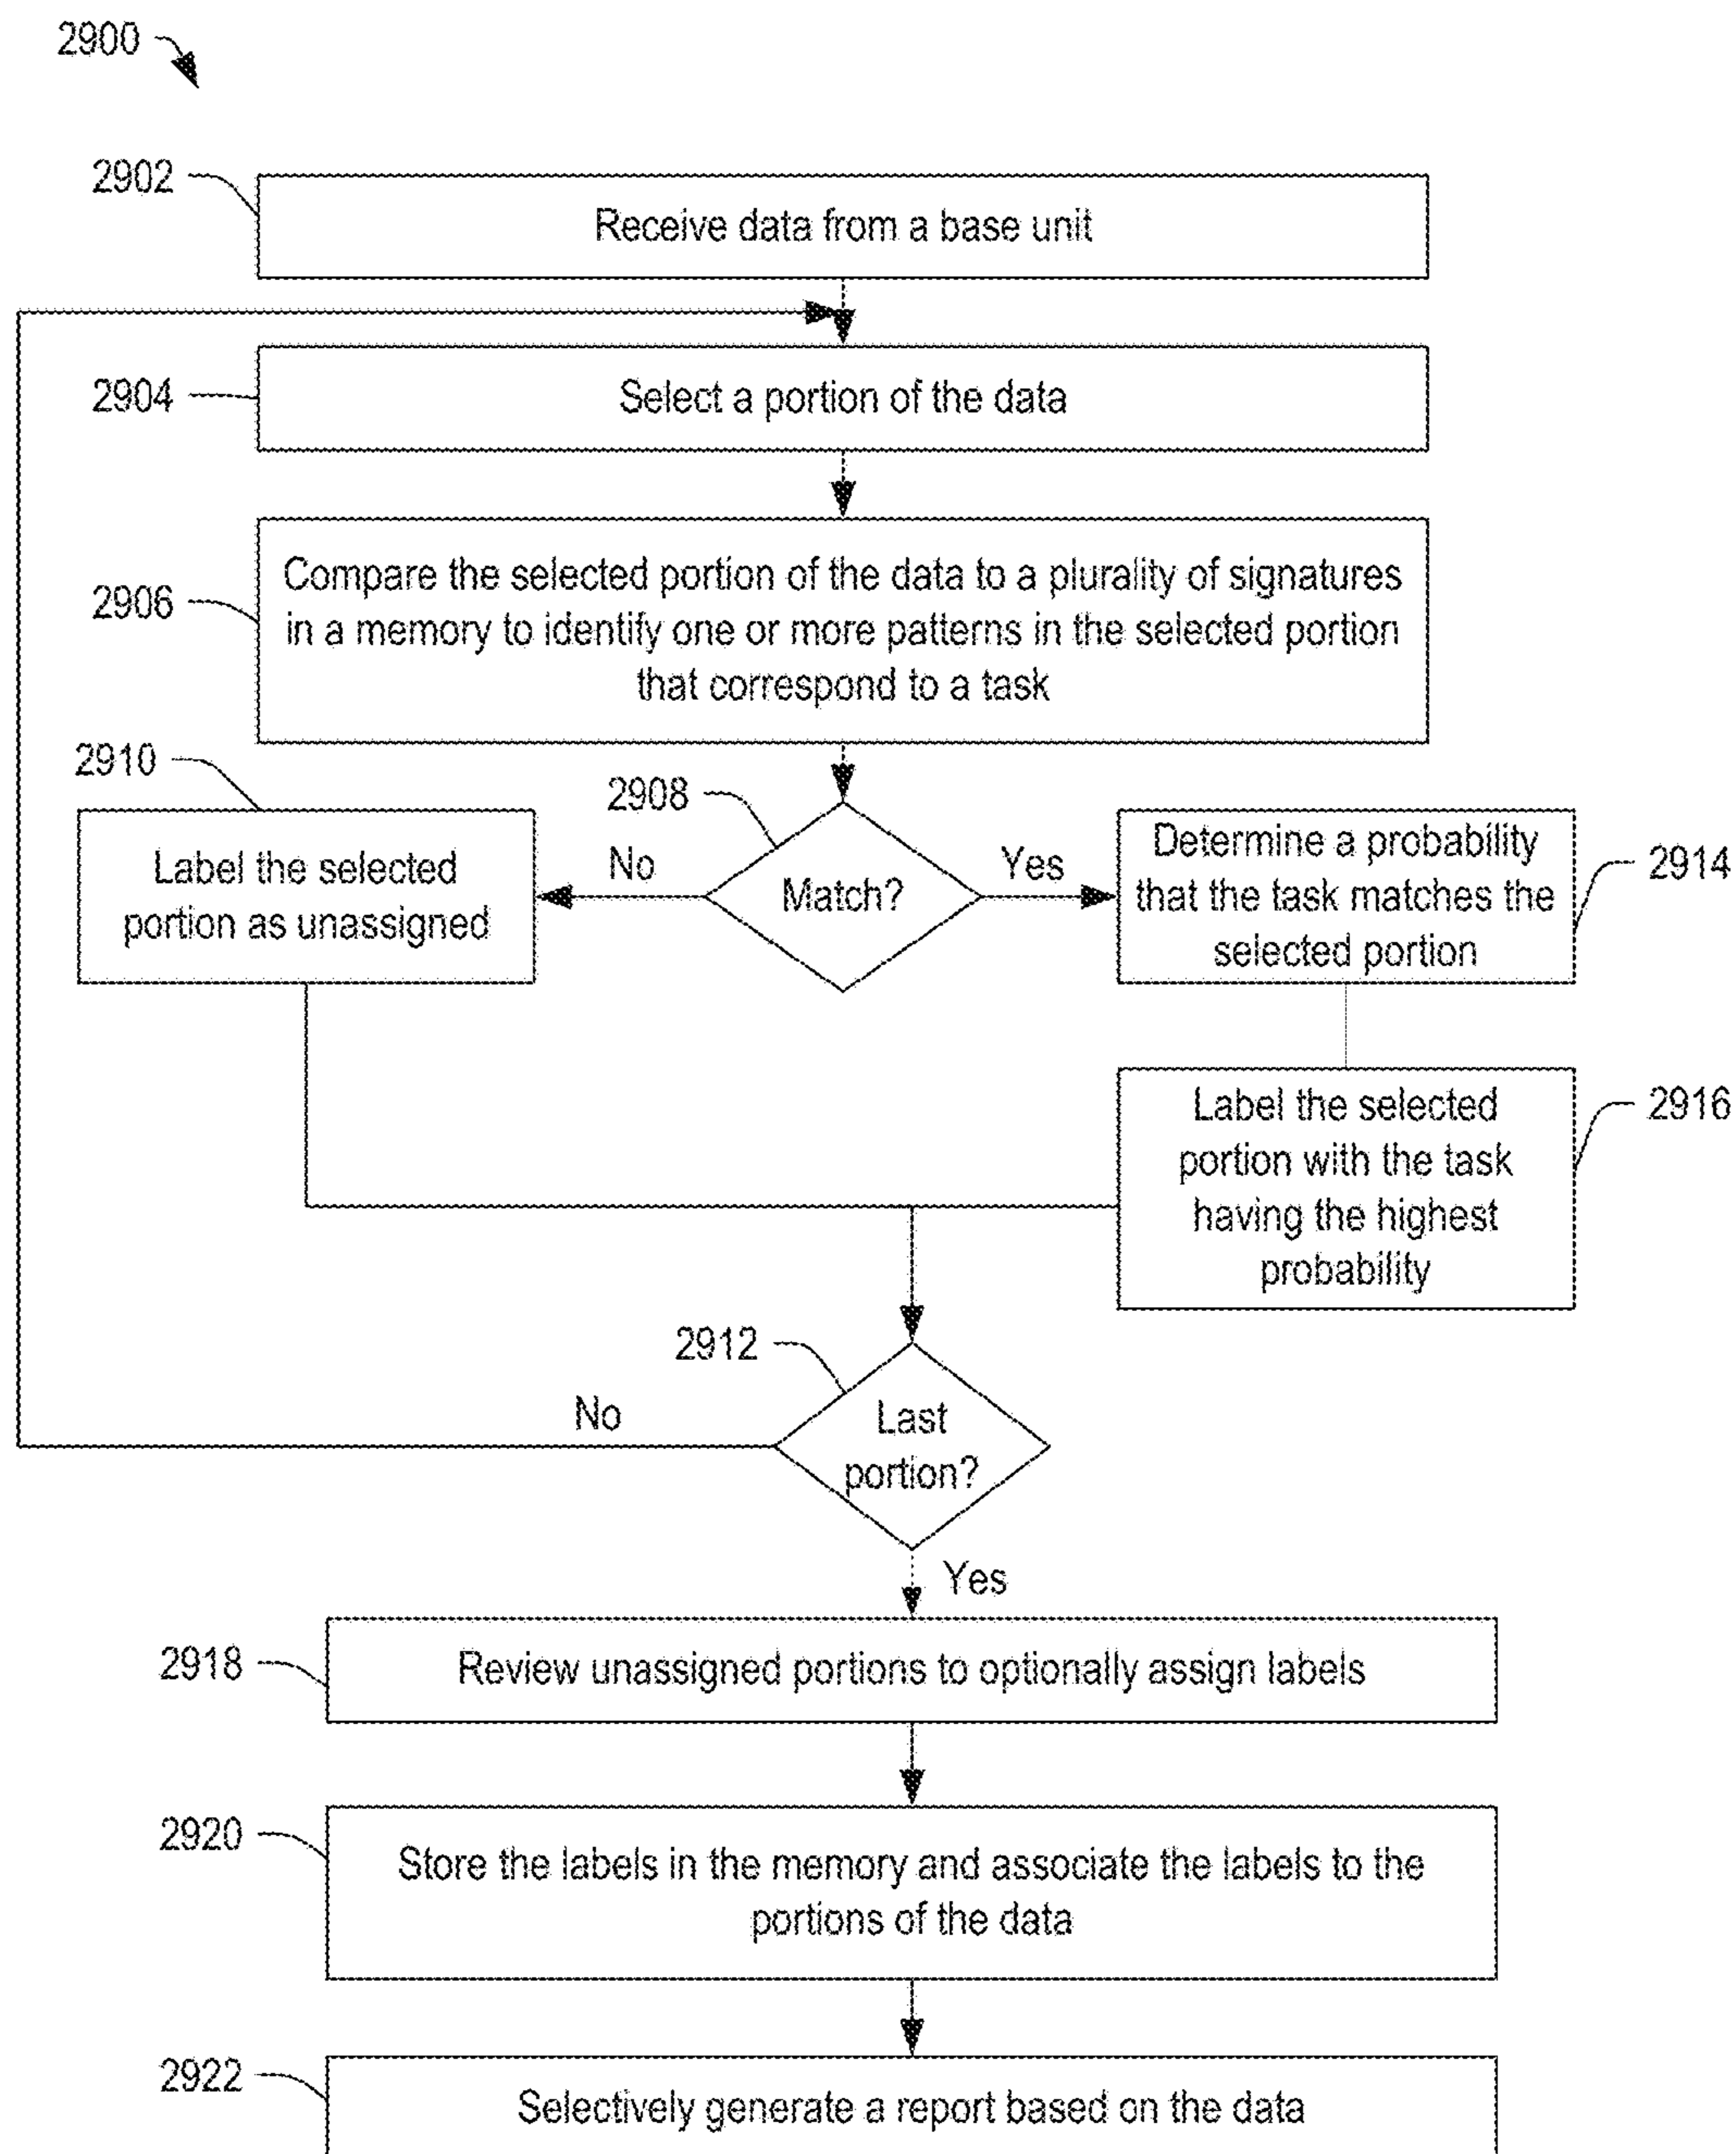 2900
2902
Receive data from a base unit
2904
Select a portion of the data
2906
Compare the selected portion of the data to a plurality of signatures
in a memory to identify one or more patterns in the selected portion
that correspond to a task
2910
2908
Label the selected
portion as unassigned
No
Match?
Yes
Determine a probability
that the task matches the
selected portion
2914
Label the selected
portion with the task
having the highest
probability
2916
2912
No
Last
portion?
Yes
2918
Review unassigned portions to optionally assign labels
2920
Store the labels in the memory and associate the labels to the
portions of the data
2922
Selectively generate a report based on the data